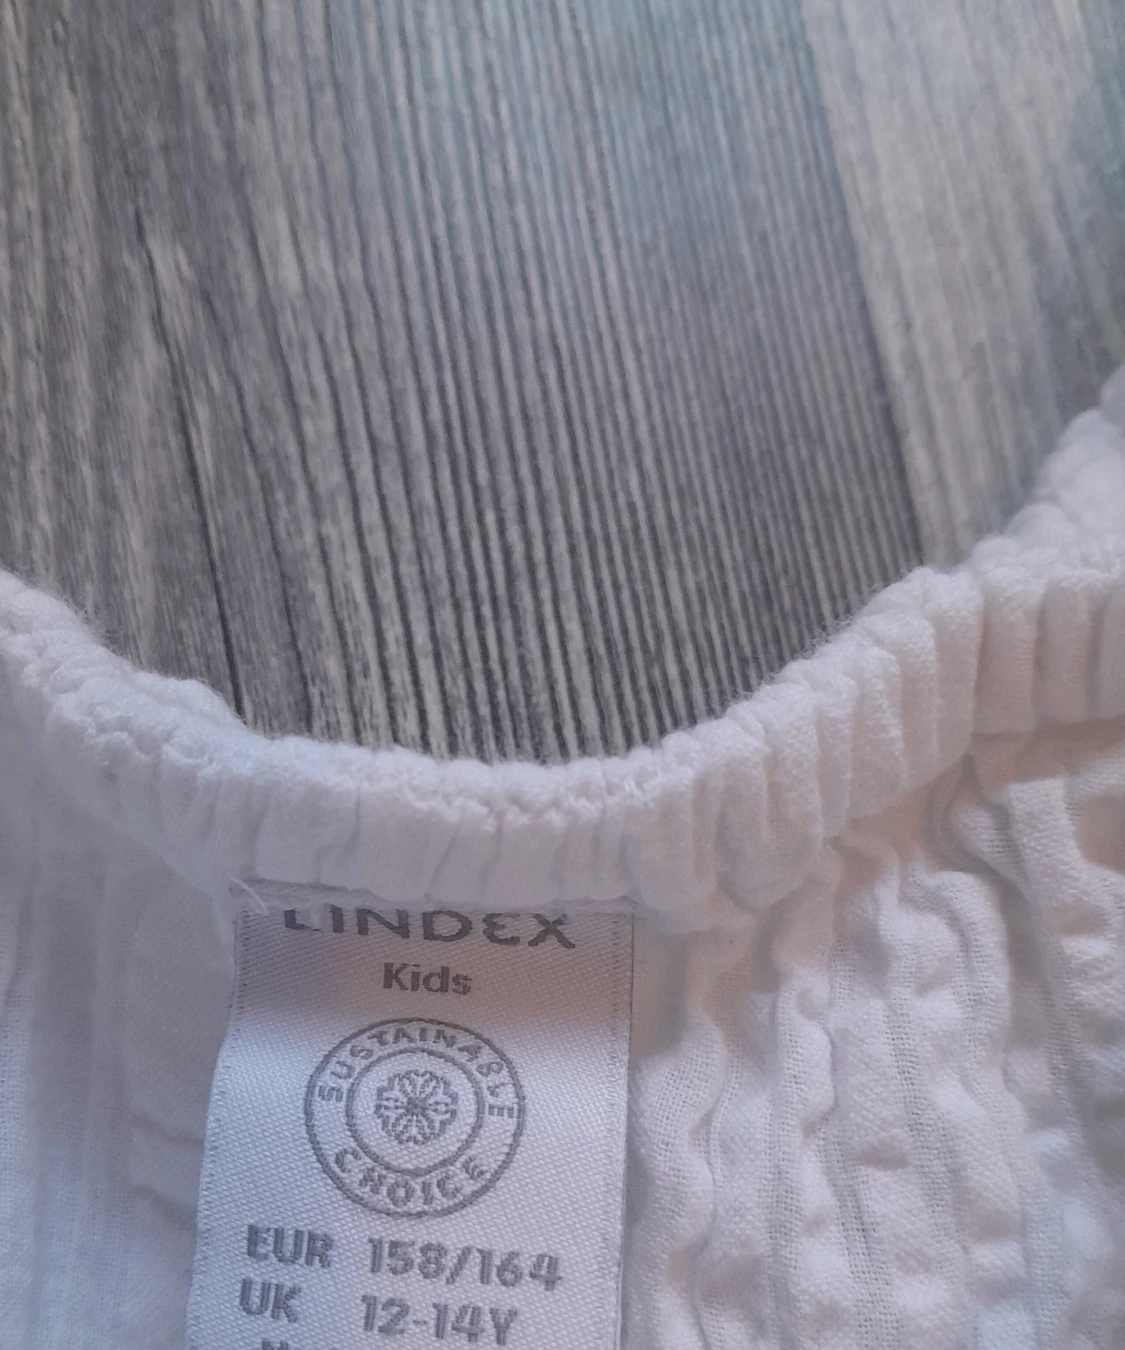 LINDEX
Kids
SUSTAINABLE
CHOICE
EUR 158/164
UK 12-14Y